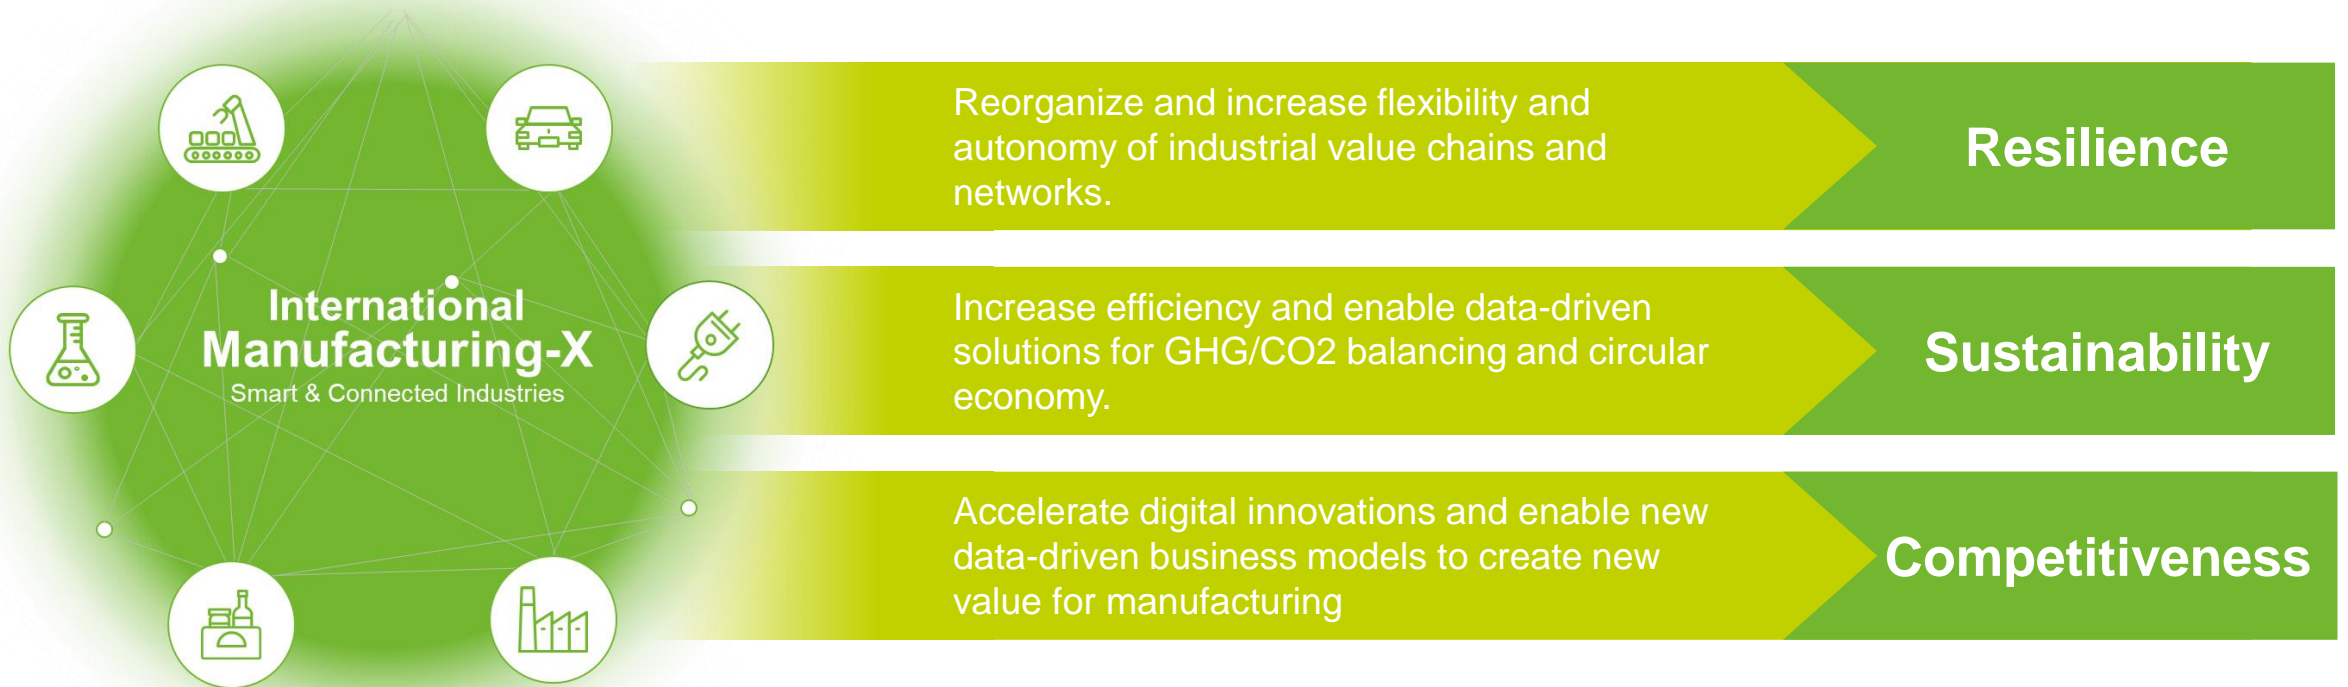 International
Manufacturing-X
Smart & Connected Industries
Reorganize and increase flexibility and
autonomy of industrial value chains and
networks.
Resilience
Increase efficiency and enable data-driven
solutions for GHG/CO2 balancing and circular
economy.
Sustainability
Accelerate digital innovations and enable new
data-driven business models to create new
value for manufacturing
Competitiveness